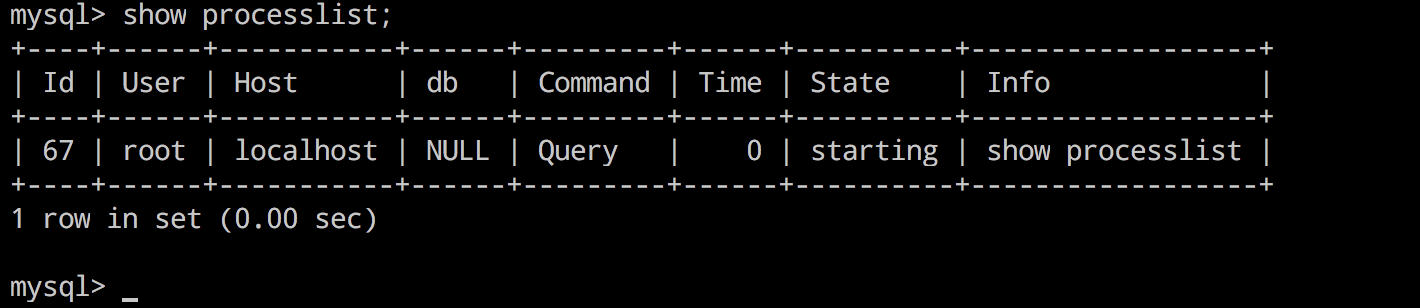 mysql> show processlist;
+----+------+-----------+------+---------+------+----------+------------------+
| Id | User | Host      | db   | Command | Time | State    | Info             |
+----+------+-----------+------+---------+------+----------+------------------+
| 67 | root | localhost | NULL | Query   |    0 | starting | show processlist |
+----+------+-----------+------+---------+------+----------+------------------+
1 row in set (0.00 sec)
mysql> _